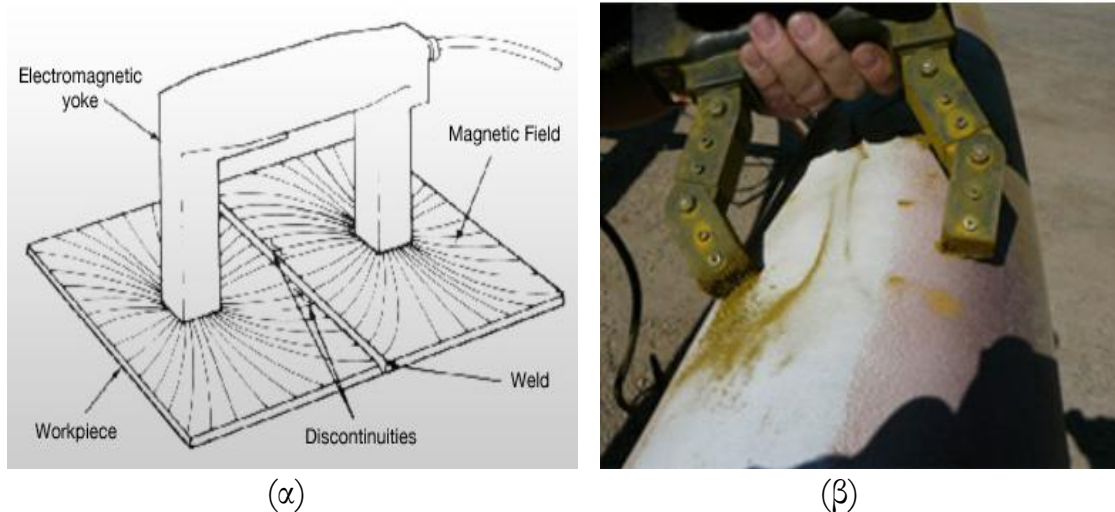 Electromagnetic
yoke
Magnetic Field
Weld
Workpiece
Discontinuities
(α)
(β)